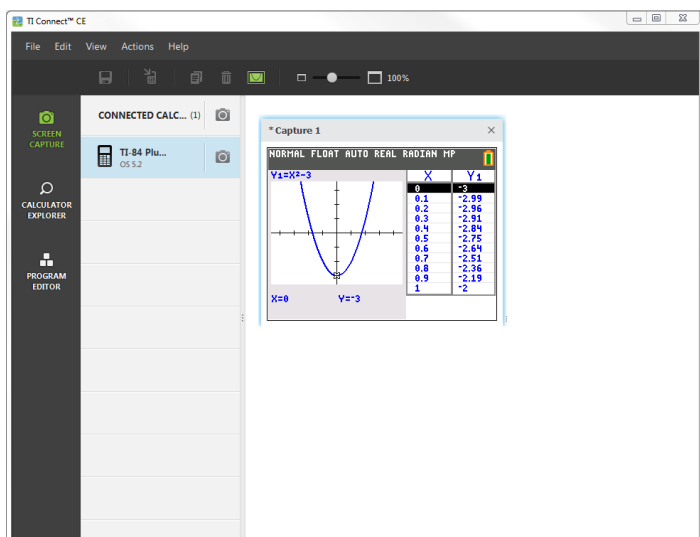 TI Connect™ CE
File Edit View Actions Help
100%
SCREEN CAPTURE
CALCULATOR EXPLORER
PROGRAM EDITOR
CONNECTED CALC... (1)
TI-84 Plu...
OS 5.2
*Capture 1
NORMAL FLOAT AUTO REAL RADIAN MP
Y1=X²-3
X Y1
0 -3
0.1 -2.99
0.2 -2.96
0.3 -2.91
0.4 -2.84
0.5 -2.75
0.6 -2.64
0.7 -2.51
0.8 -2.36
0.9 -2.19
1 -2
X=0 Y=-3